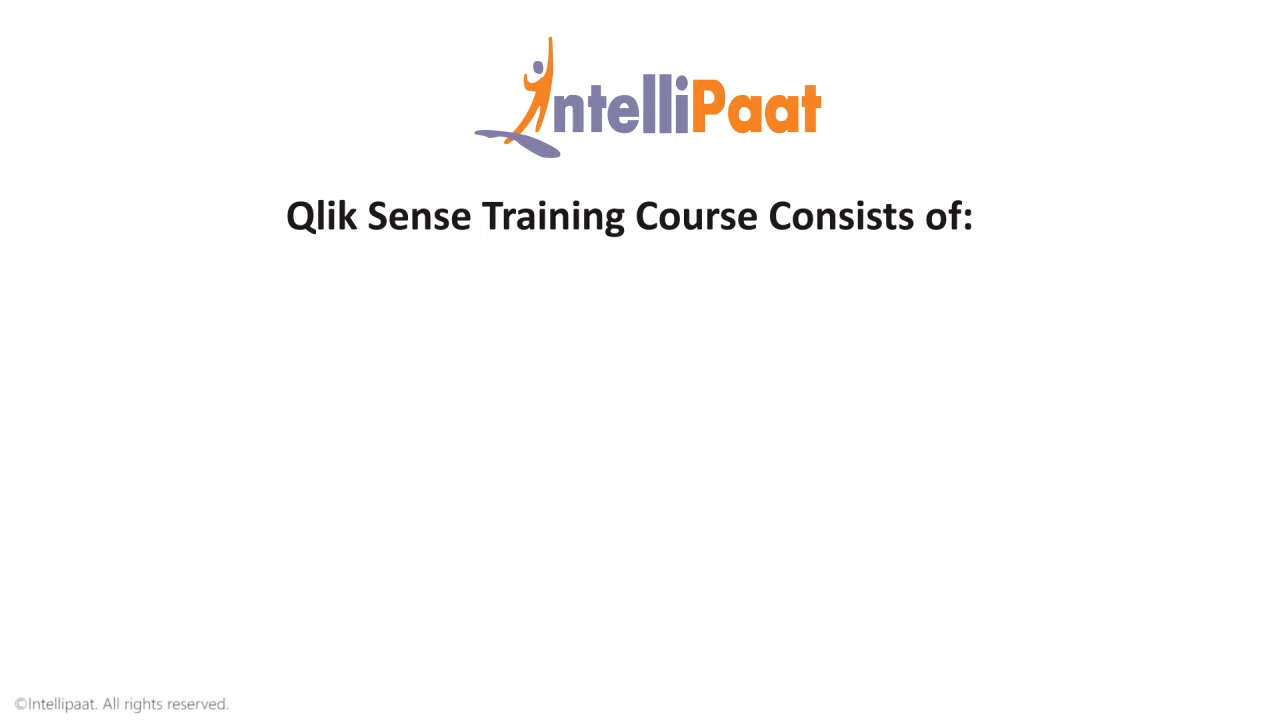 IntelliPaat
Qlik Sense Training Course Consists of:
©Intellipaat. All rights reserved.